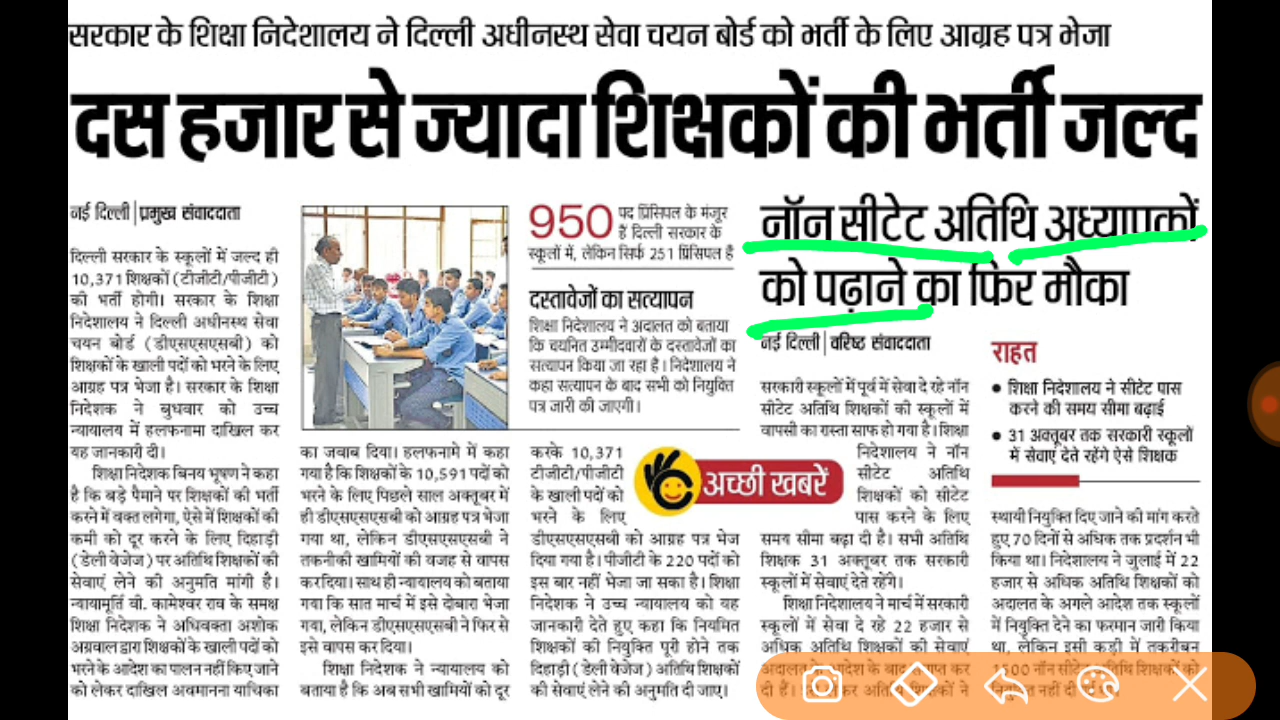 सरकार के शिक्षा निदेशालय ने दिल्ली अधीनस्थ सेवा चयन बोर्ड को भर्ती के लिए आग्रह पत्र भेजा
दस हजार से ज्यादा शिक्षकों की भर्ती जल्द
नई दिल्ली | प्रमुख संवाददाता
दिल्ली सरकार के स्कूलों में जल्द ही
10,371 शिक्षकों (टीजीटी/पीजीटी)
की भर्ती होगी। सरकार के शिक्षा
निदेशालय ने दिल्ली अधीनस्थ सेवा
चयन बोर्ड (डीएसएसएसबी) को
शिक्षकों के खाली पदों को भरने के लिए
आग्रह पत्र भेजा है। सरकार के शिक्षा
निदेशक ने बुधवार को उच्च
न्यायालय में हलफनामा दाखिल कर
यह जानकारी दी।
शिक्षा निदेशक बिनय भूषण ने कहा
है कि बड़े पैमाने पर शिक्षकों की भर्ती
करने में वक्त लगेगा, ऐसे में शिक्षकों की
कमी को दूर करने के लिए दिहाड़ी
(डेली वेजेज) पर अतिथि शिक्षकों की
सेवाएं लेने की अनुमति मांगी है।
न्यायामूर्ति वी. कामेश्वर राव के समक्ष
शिक्षा निदेशक ने अधिवक्ता अशोक
अग्रवाल द्वारा शिक्षकों के खाली पदों को
भरने के आदेश का पालन नहीं किए जाने
को लेकर दाखिल अवमानना याचिका
का जवाब दिया। हलफनामे में कहा
गया है कि शिक्षकों के 10,591 पदों को
भरने के लिए पिछले साल अक्तूबर में
ही डीएसएसएसबी को आग्रह पत्र भेजा
गया था, लेकिन डीएसएसएसबी ने
तकनीकी खामियों की वजह से वापस
कर दिया। साथ ही न्यायालय को बताया
गया कि सात मार्च में इसे दोबारा भेजा
गया, लेकिन डीएसएसएसबी ने फिर से
इसे वापस कर दिया।
शिक्षा निदेशक ने न्यायालय को
बताया है कि अब सभी खामियों को दूर
950 पद प्रिंसिपल के मंजूर
हैं दिल्ली सरकार के
स्कूलों में, लेकिन सिर्फ 251 प्रिंसिपल हैं
दस्तावेजों का सत्यापन
शिक्षा निदेशालय ने अदालत को बताया
कि चयनित उम्मीदवारों के दस्तावेजों का
सत्यापन किया जा रहा है। निदेशालय ने
कहा सत्यापन के बाद सभी को नियुक्ति
पत्र जारी की जाएगी।
करके 10,371
टीजीटी/पीजीटी
के खाली पदों को
भरने के लिए
डीएसएसएसबी को आग्रह पत्र भेज
दिया गया है। पीजीटी के 220 पदों को
इस बार नहीं भेजा जा सका है। शिक्षा
निदेशक ने उच्च न्यायालय को यह
जानकारी देते हुए कहा कि नियमित
शिक्षकों की नियुक्ति पूरी होने तक
दिहाड़ी (डेली वेजेज) अतिथि शिक्षकों
की सेवाएं लेने की अनुमति दी जाए।
अच्छी खबरें
नॉन सीटेट अतिथि अध्यापकों
को पढ़ाने का फिर मौका
नई दिल्ली | वरिष्ठ संवाददाता
सरकारी स्कूलों में पूर्व में सेवा दे रहे नॉन
सीटेट अतिथि शिक्षकों की स्कूलों में
वापसी का रास्ता साफ हो गया है। शिक्षा
निदेशालय ने नॉन
सीटेट अतिथि
शिक्षकों को सीटेट
पास करने के लिए
समय सीमा बढ़ा दी है। सभी अतिथि
शिक्षक 31 अक्तूबर तक सरकारी
स्कूलों में सेवाएं देते रहेंगे।
शिक्षा निदेशालय ने मार्च में सरकारी
स्कूलों में सेवा दे रहे 22 हजार से
अधिक अतिथि शिक्षकों की सेवाएं
अदालत के आदेश के बाद समाप्त कर
दी हैं।
राहत
● शिक्षा निदेशालय ने सीटेट पास
करने की समय सीमा बढ़ाई
● 31 अक्तूबर तक सरकारी स्कूलों
में सेवाएं देते रहेंगे ऐसे शिक्षक
स्थायी नियुक्ति दिए जाने की मांग करते
हुए 70 दिनों से अधिक तक प्रदर्शन भी
किया था। निदेशालय ने जुलाई में 22
हजार से अधिक अतिथि शिक्षकों को
अदालत के अगले आदेश तक स्कूलों
में नियुक्ति देने का फरमान जारी किया
था, लेकिन इसी कड़ी में तकरीबन
1500 नॉन सीटेट अतिथि शिक्षकों को